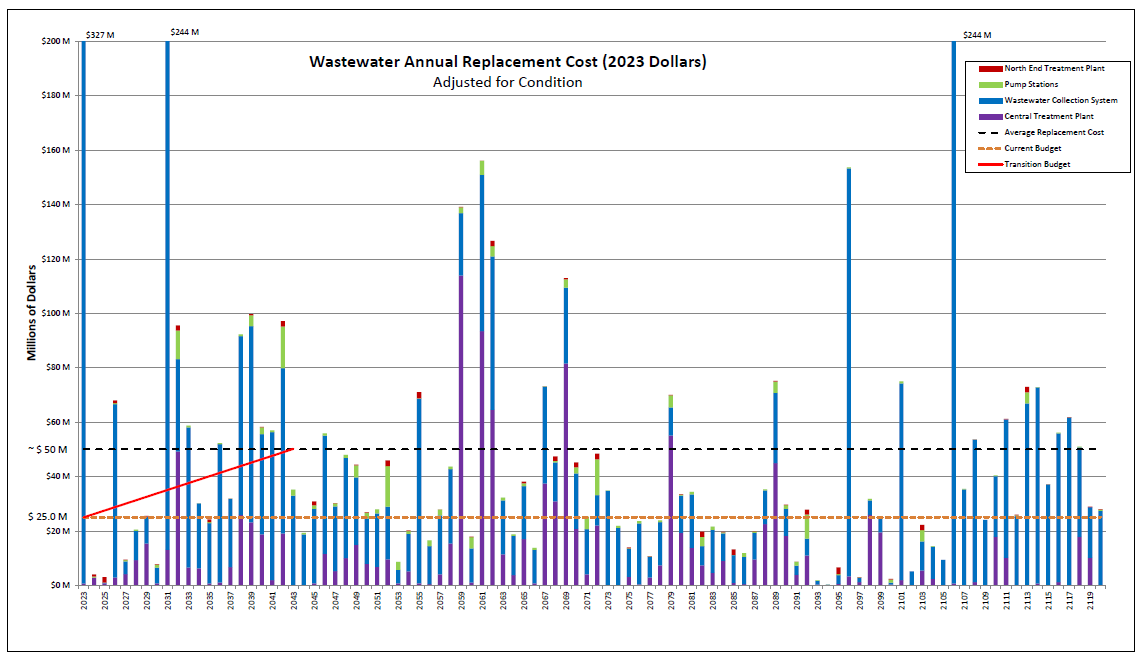 $327 M
$244 M
$244 M
Wastewater Annual Replacement Cost (2023 Dollars)
Adjusted for Condition
North End Treatment Plant
Pump Stations
Wastewater Collection System
Central Treatment Plant
Average Replacement Cost
Current Budget
Transition Budget
Millions of Dollars
$200 M
$180 M
$160 M
$140 M
$120 M
$100 M
$80 M
$60 M
~ $ 50 M
$40 M
$ 25.0 M
$20 M
$0 M
2023
2025
2027
2029
2031
2033
2035
2037
2039
2041
2043
2045
2047
2049
2051
2053
2055
2057
2059
2061
2063
2065
2067
2069
2071
2073
2075
2077
2079
2081
2083
2085
2087
2089
2091
2093
2095
2097
2099
2101
2103
2105
2107
2109
2111
2113
2115
2117
2119